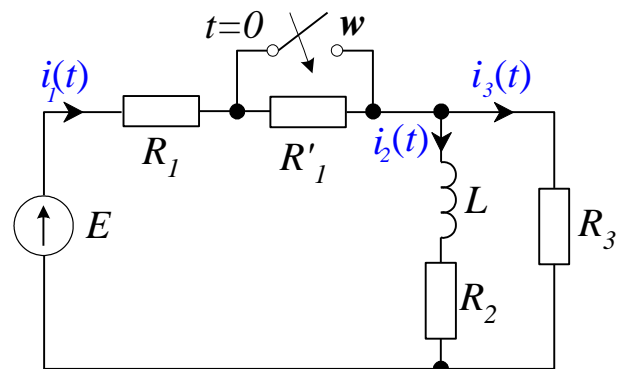 t=0 w
i₁(t) i₃(t)
R₁ R'₁ i₂(t)
L
E R₃
R₂